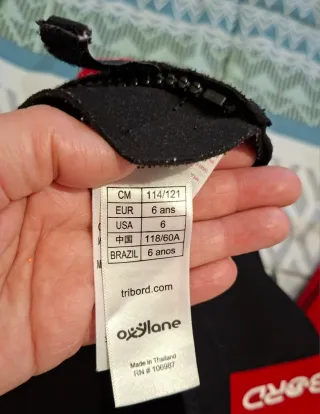 CM 114/121
EUR 6 ans
USA 6
中国 118/60A
BRAZIL 6 anos
tribord.com
oxylane
Made in Thailand
RN # 106987